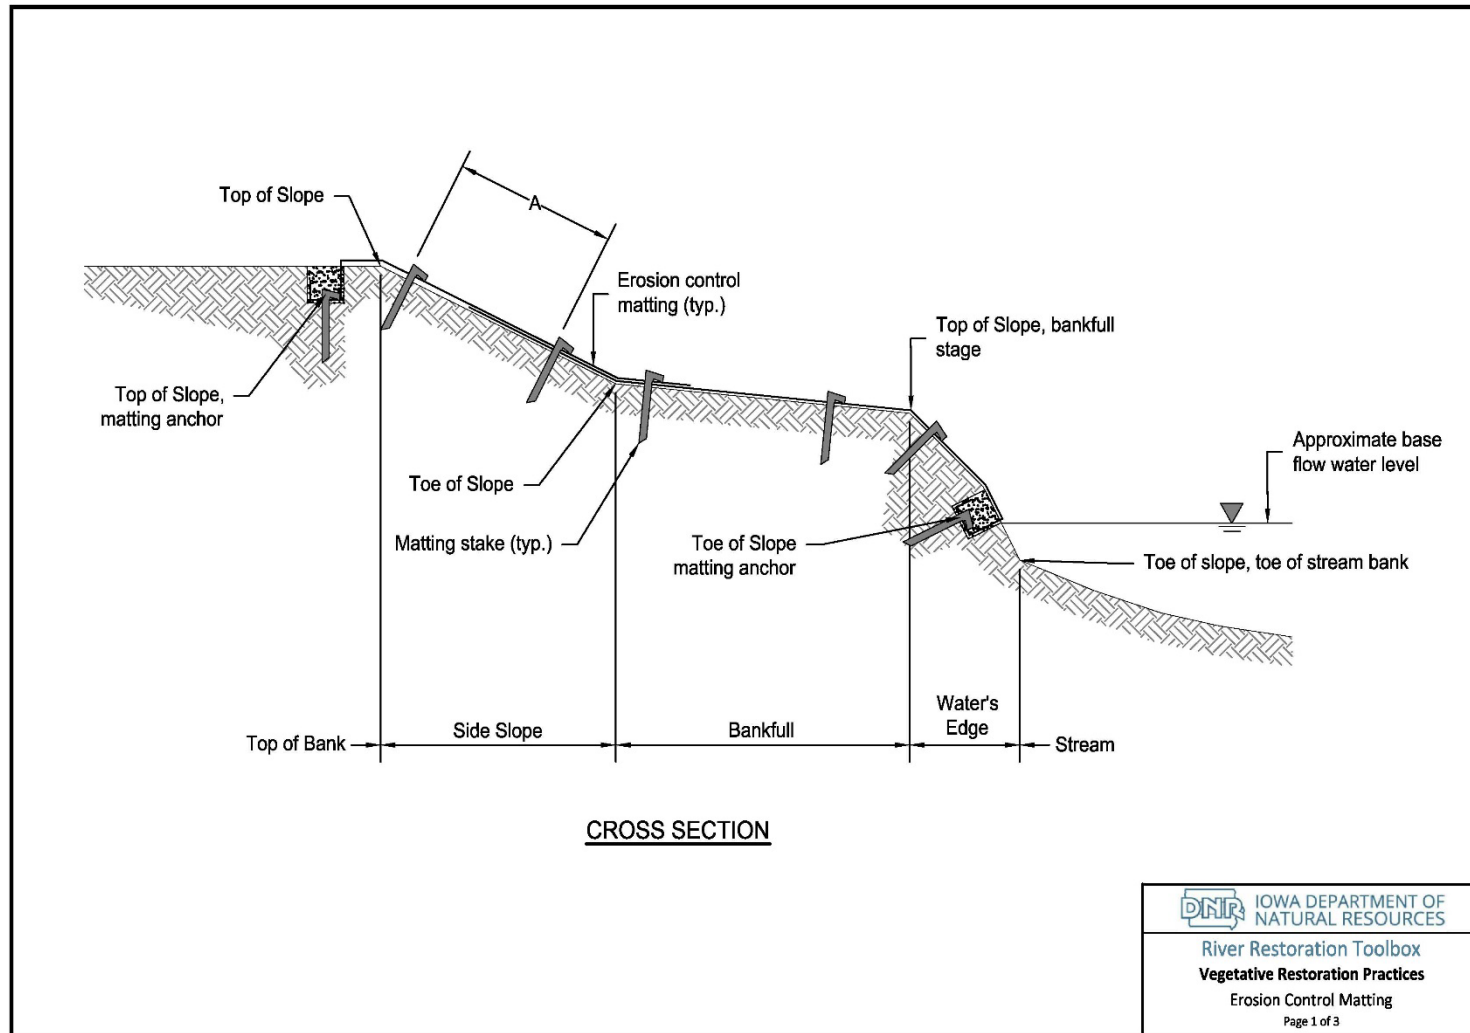 Top of Slope
A
Erosion control
matting (typ.)
Top of Slope, bankfull
stage
Top of Slope,
matting anchor
Approximate base
flow water level
Toe of Slope
Matting stake (typ.)
Toe of Slope
matting anchor
Toe of slope, toe of stream bank
Water's
Edge
Top of Bank
Side Slope
Bankfull
Stream
CROSS SECTION
DNR
IOWA DEPARTMENT OF
NATURAL RESOURCES
River Restoration Toolbox
Vegetative Restoration Practices
Erosion Control Matting
Page 1 of 3